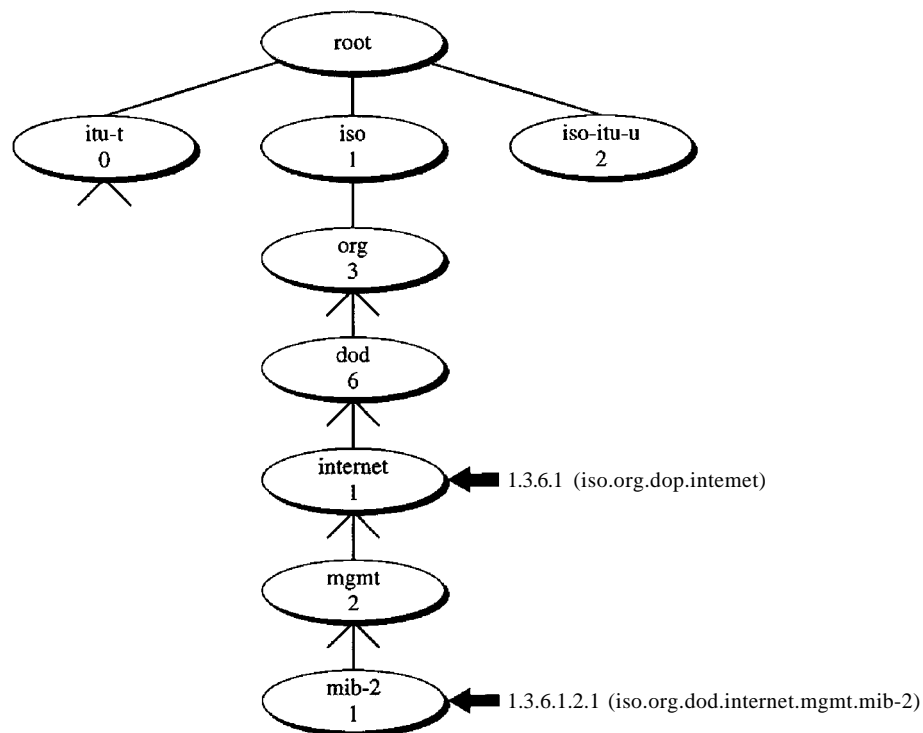 root
itu-t
0
iso
1
iso-itu-u
2
org
3
dod
6
internet
1
1.3.6.1 (iso.org.dop.intemet)
mgmt
2
mib-2
1
1.3.6.1.2.1 (iso.org.dod.internet.mgmt.mib-2)